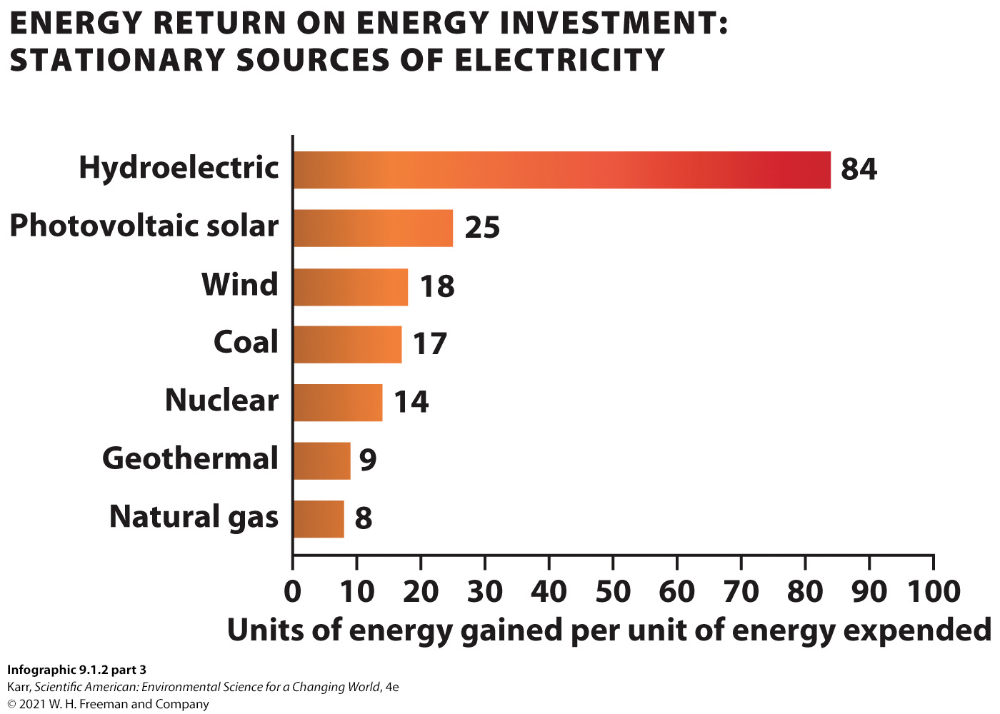 ENERGY RETURN ON ENERGY INVESTMENT:
STATIONARY SOURCES OF ELECTRICITY
Hydroelectric 84
Photovoltaic solar 25
Wind 18
Coal 17
Nuclear 14
Geothermal 9
Natural gas 8
0 10 20 30 40 50 60 70 80 90 100
Units of energy gained per unit of energy expended
Infographic 9.1.2 part 3
Karr, Scientific American: Environmental Science for a Changing World, 4e
© 2021 W. H. Freeman and Company